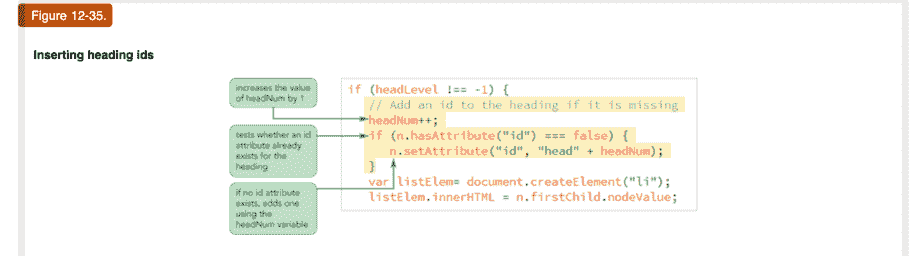 Figure 12-35.
Inserting heading ids
increases the value
of headNum by 1
tests whether an id
attribute already
exists for the
heading
if no id attribute
exists, adds one
using the
headNum variable
if (headLevel !== -1) {
// Add an id to the heading if it is missing
headNum++;
if (n.hasAttribute("id") === false) {
n.setAttribute("id", "head" + headNum);
}
var listElem= document.createElement("li");
listElem.innerHTML = n.firstChild.nodeValue;